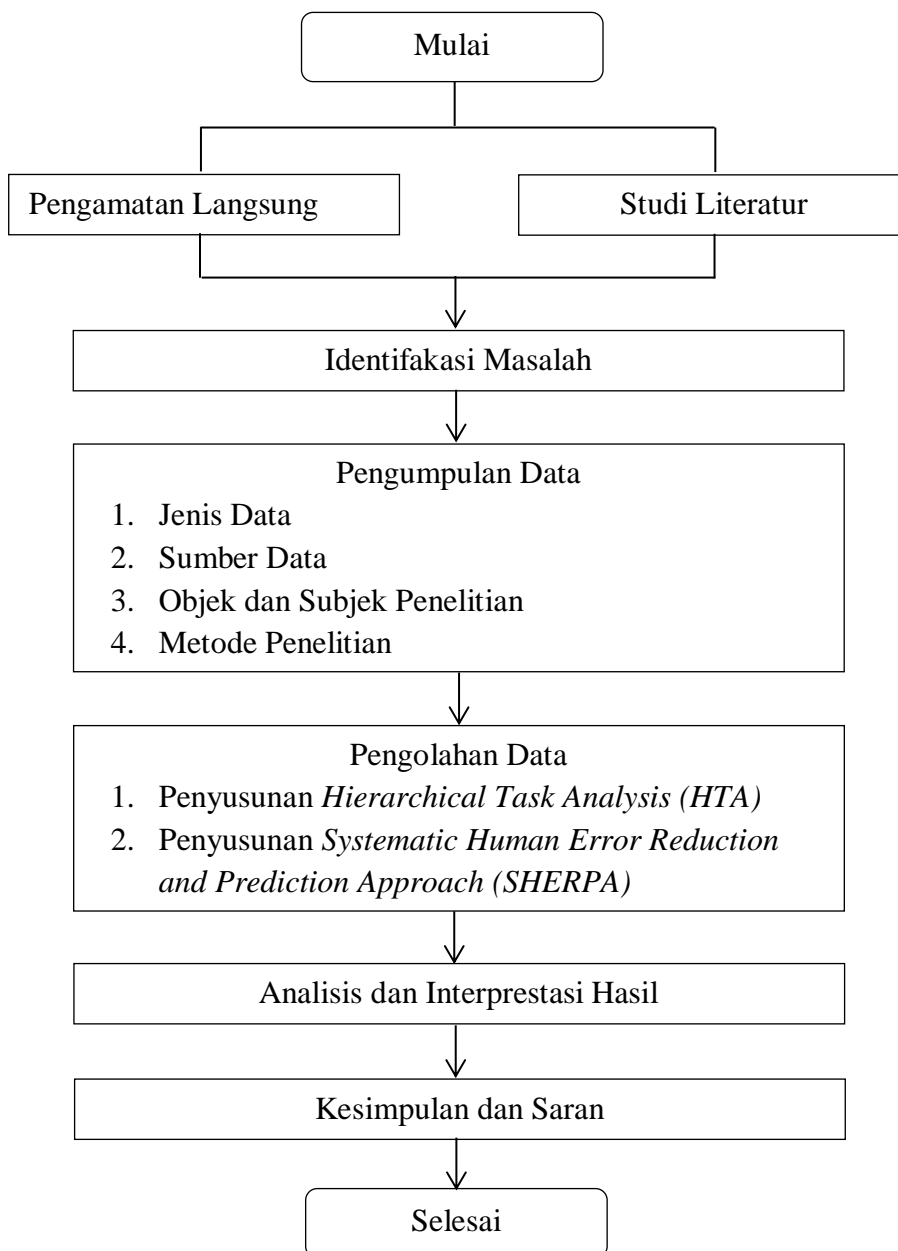 Mulai
Pengamatan Langsung
Studi Literatur
Identifakasi Masalah
Pengumpulan Data
1. Jenis Data
2. Sumber Data
3. Objek dan Subjek Penelitian
4. Metode Penelitian
Pengolahan Data
1. Penyusunan Hierarchical Task Analysis (HTA)
2. Penyusunan Systematic Human Error Reduction
and Prediction Approach (SHERPA)
Analisis dan Interprestasi Hasil
Kesimpulan dan Saran
Selesai